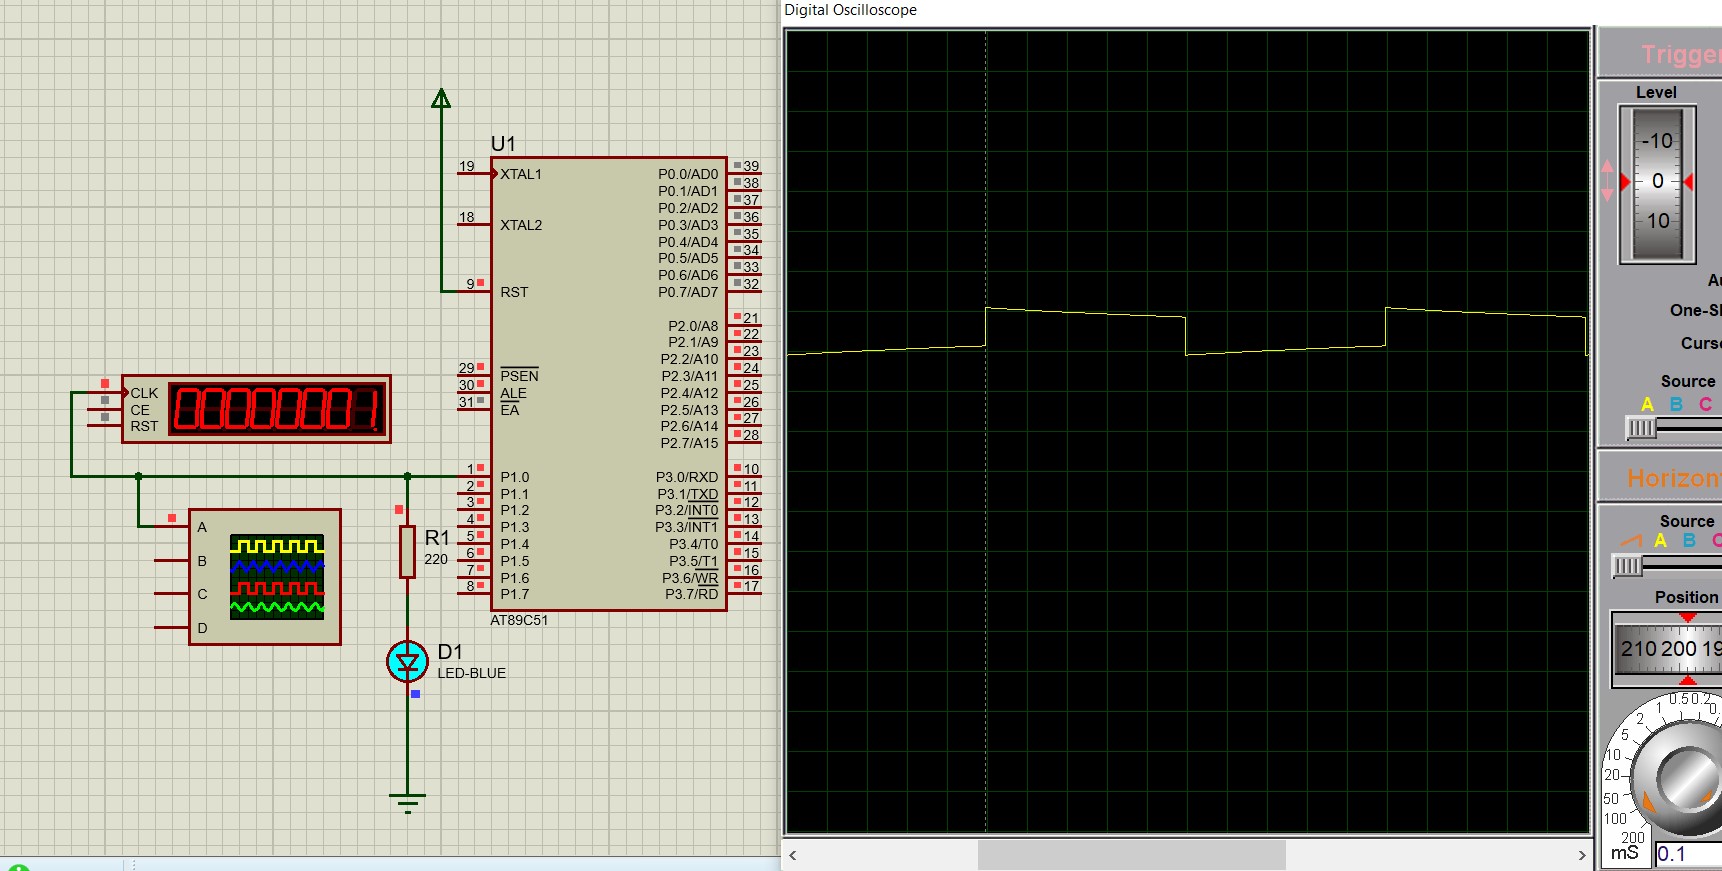 Digital Oscilloscope
U1
19
XTAL1
18
XTAL2
9
RST
29
PSEN
30
ALE
31
EA
1
P1.0
2
P1.1
3
P1.2
4
P1.3
5
P1.4
6
P1.5
7
P1.6
8
P1.7
P0.0/AD0
39
P0.1/AD1
38
P0.2/AD2
37
P0.3/AD3
36
P0.4/AD4
35
P0.5/AD5
34
P0.6/AD6
33
P0.7/AD7
32
P2.0/A8
21
P2.1/A9
22
P2.2/A10
23
P2.3/A11
24
P2.4/A12
25
P2.5/A13
26
P2.6/A14
27
P2.7/A15
28
P3.0/RXD
10
P3.1/TXD
11
P3.2/INT0
12
P3.3/INT1
13
P3.4/T0
14
P3.5/T1
15
P3.6/WR
16
P3.7/RD
17
AT89C51
CLK
CE
RST
00000001
A
B
C
D
R1
220
D1
LED-BLUE
Trigger
Level
-10
0
10
Au
One-Sh
Curso
Source
A B C
Horizon
Source
A B C
Position
210 200 19
0.5
0.2
1
2
5
10
20
50
100
200
mS
0.1